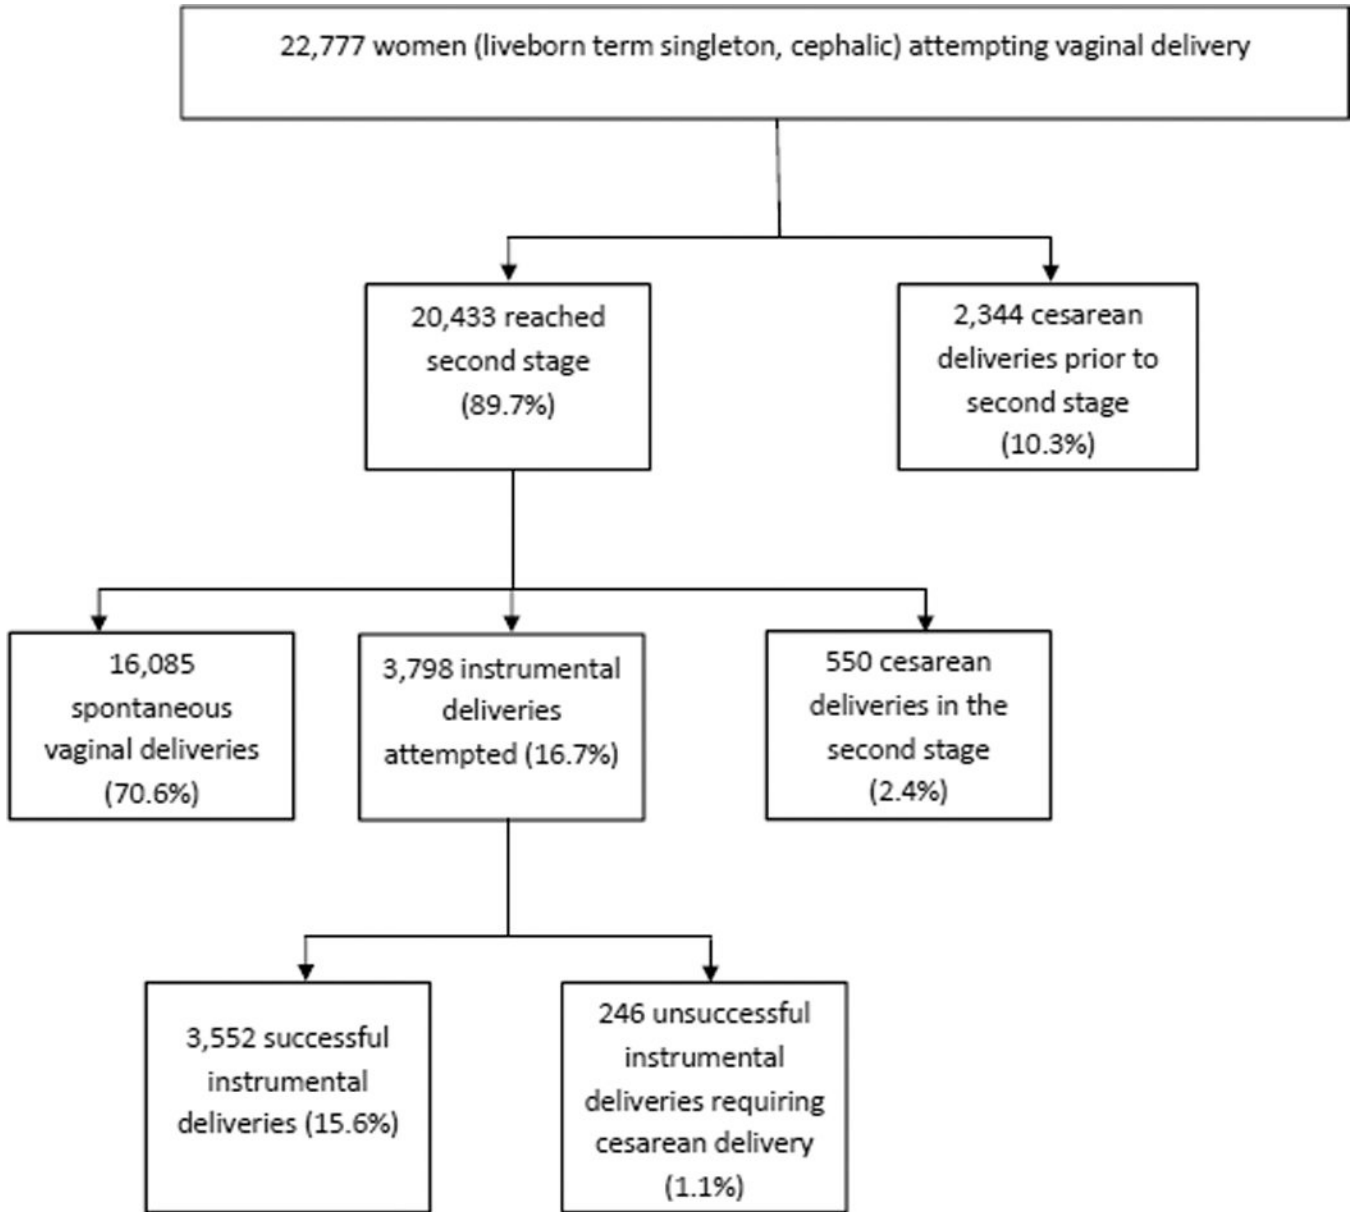 22,777 women (liveborn term singleton, cephalic) attempting vaginal delivery
20,433 reached
second stage
(89.7%)
2,344 cesarean
deliveries prior to
second stage
(10.3%)
16,085
spontaneous
vaginal deliveries
(70.6%)
3,798 instrumental
deliveries
attempted (16.7%)
550 cesarean
deliveries in the
second stage
(2.4%)
3,552 successful
instrumental
deliveries (15.6%)
246 unsuccessful
instrumental
deliveries requiring
cesarean delivery
(1.1%)